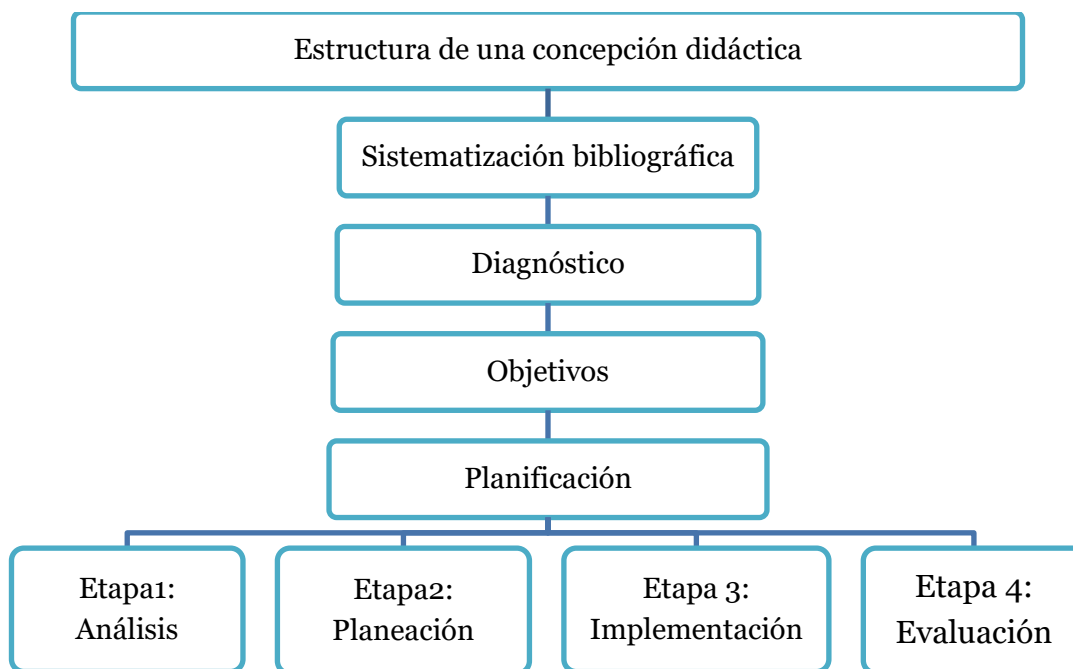 Estructura de una concepción didáctica
Sistematización bibliográfica
Diagnóstico
Objetivos
Planificación
Etapa1:
Análisis
Etapa2:
Planeación
Etapa 3:
Implementación
Etapa 4:
Evaluación